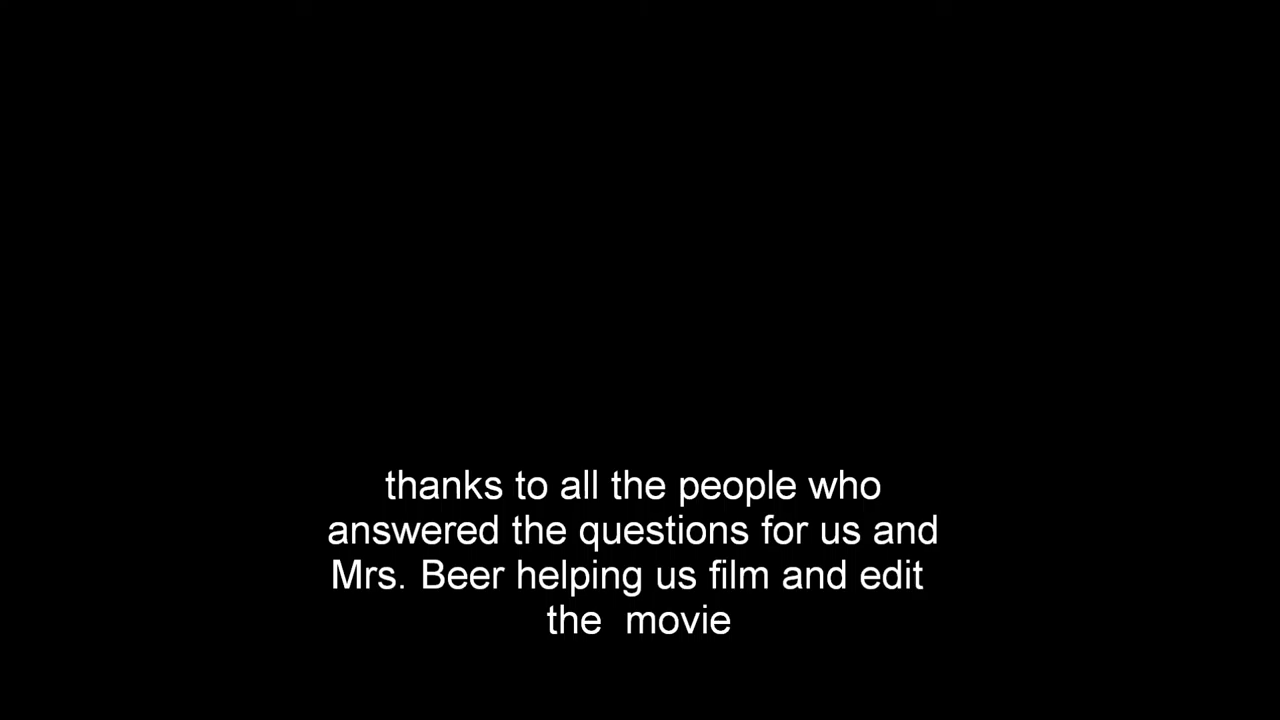 thanks to all the people who
answered the questions for us and
Mrs. Beer helping us film and edit
the  movie